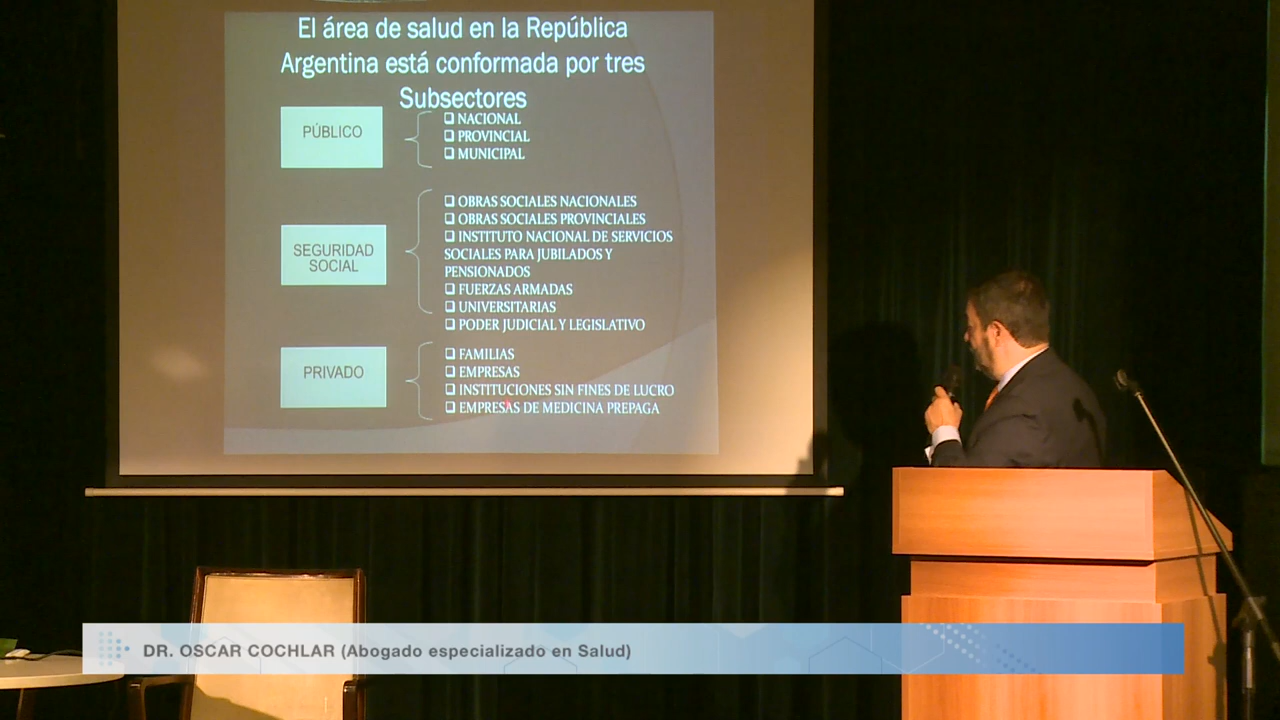 El área de salud en la República
Argentina está conformada por tres
Subsectores
PÚBLICO
NACIONAL
PROVINCIAL
MUNICIPAL
SEGURIDAD
SOCIAL
OBRAS SOCIALES NACIONALES
OBRAS SOCIALES PROVINCIALES
INSTITUTO NACIONAL DE SERVICIOS
SOCIALES PARA JUBILADOS Y
PENSIONADOS
FUERZAS ARMADAS
UNIVERSITARIAS
PODER JUDICIAL Y LEGISLATIVO
PRIVADO
FAMILIAS
EMPRESAS
INSTITUCIONES SIN FINES DE LUCRO
EMPRESAS DE MEDICINA PREPAGA
DR. OSCAR COCHLAR (Abogado especializado en Salud)